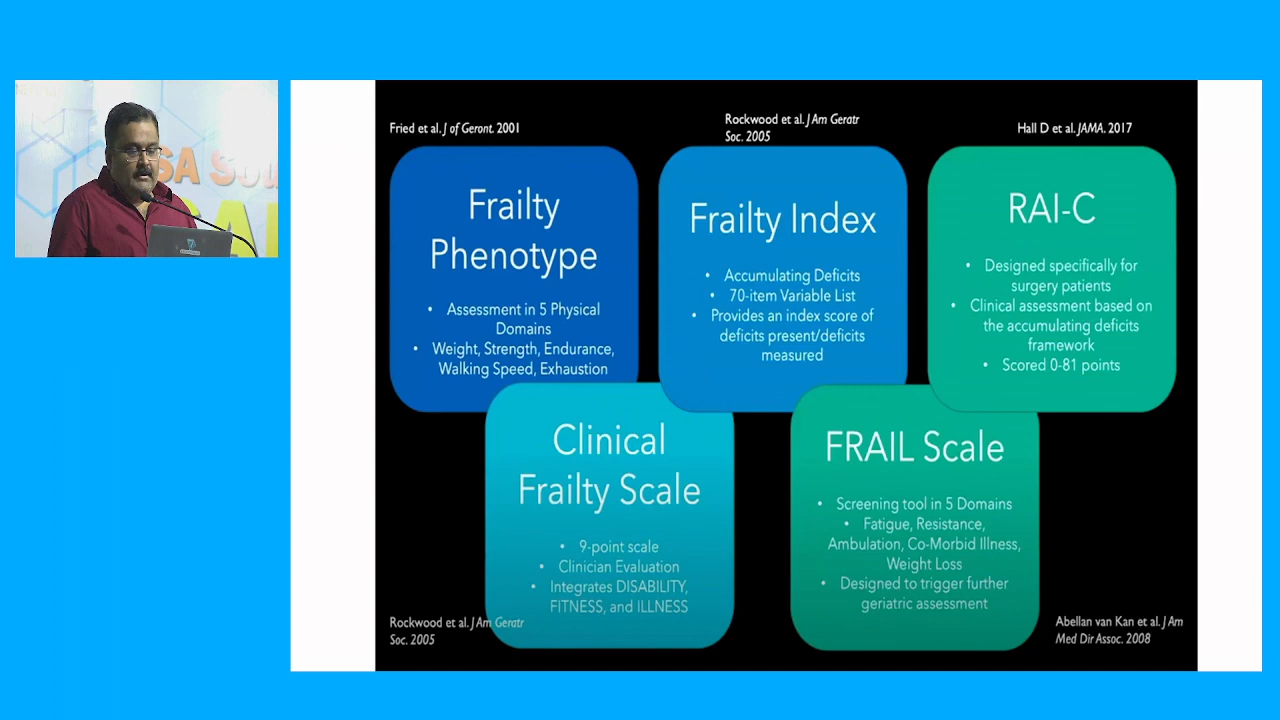 SA Sou
Fried et al. J of Geront. 2001
Rockwood et al. J Am Geratr
Soc. 2005
Hall D et al. JAMA. 2017
Frailty
Phenotype
• Assessment in 5 Physical
Domains
• Weight, Strength, Endurance,
Walking Speed, Exhaustion
Frailty Index
• Accumulating Deficits
• 70-item Variable List
• Provides an index score of
deficits present/deficits
measured
RAI-C
• Designed specifically for
surgery patients
• Clinical assessment based on
the accumulating deficits
framework
• Scored 0-81 points
Clinical
Frailty Scale
• 9-point scale
• Clinician Evaluation
• Integrates DISABILITY,
FITNESS, and ILLNESS
Rockwood et al. J Am Geratr
Soc. 2005
FRAIL Scale
• Screening tool in 5 Domains
• Fatigue, Resistance,
Ambulation, Co-Morbid Illness,
Weight Loss
• Designed to trigger further
geriatric assessment
Abellan van Kan et al. J Am
Med Dir Assoc. 2008